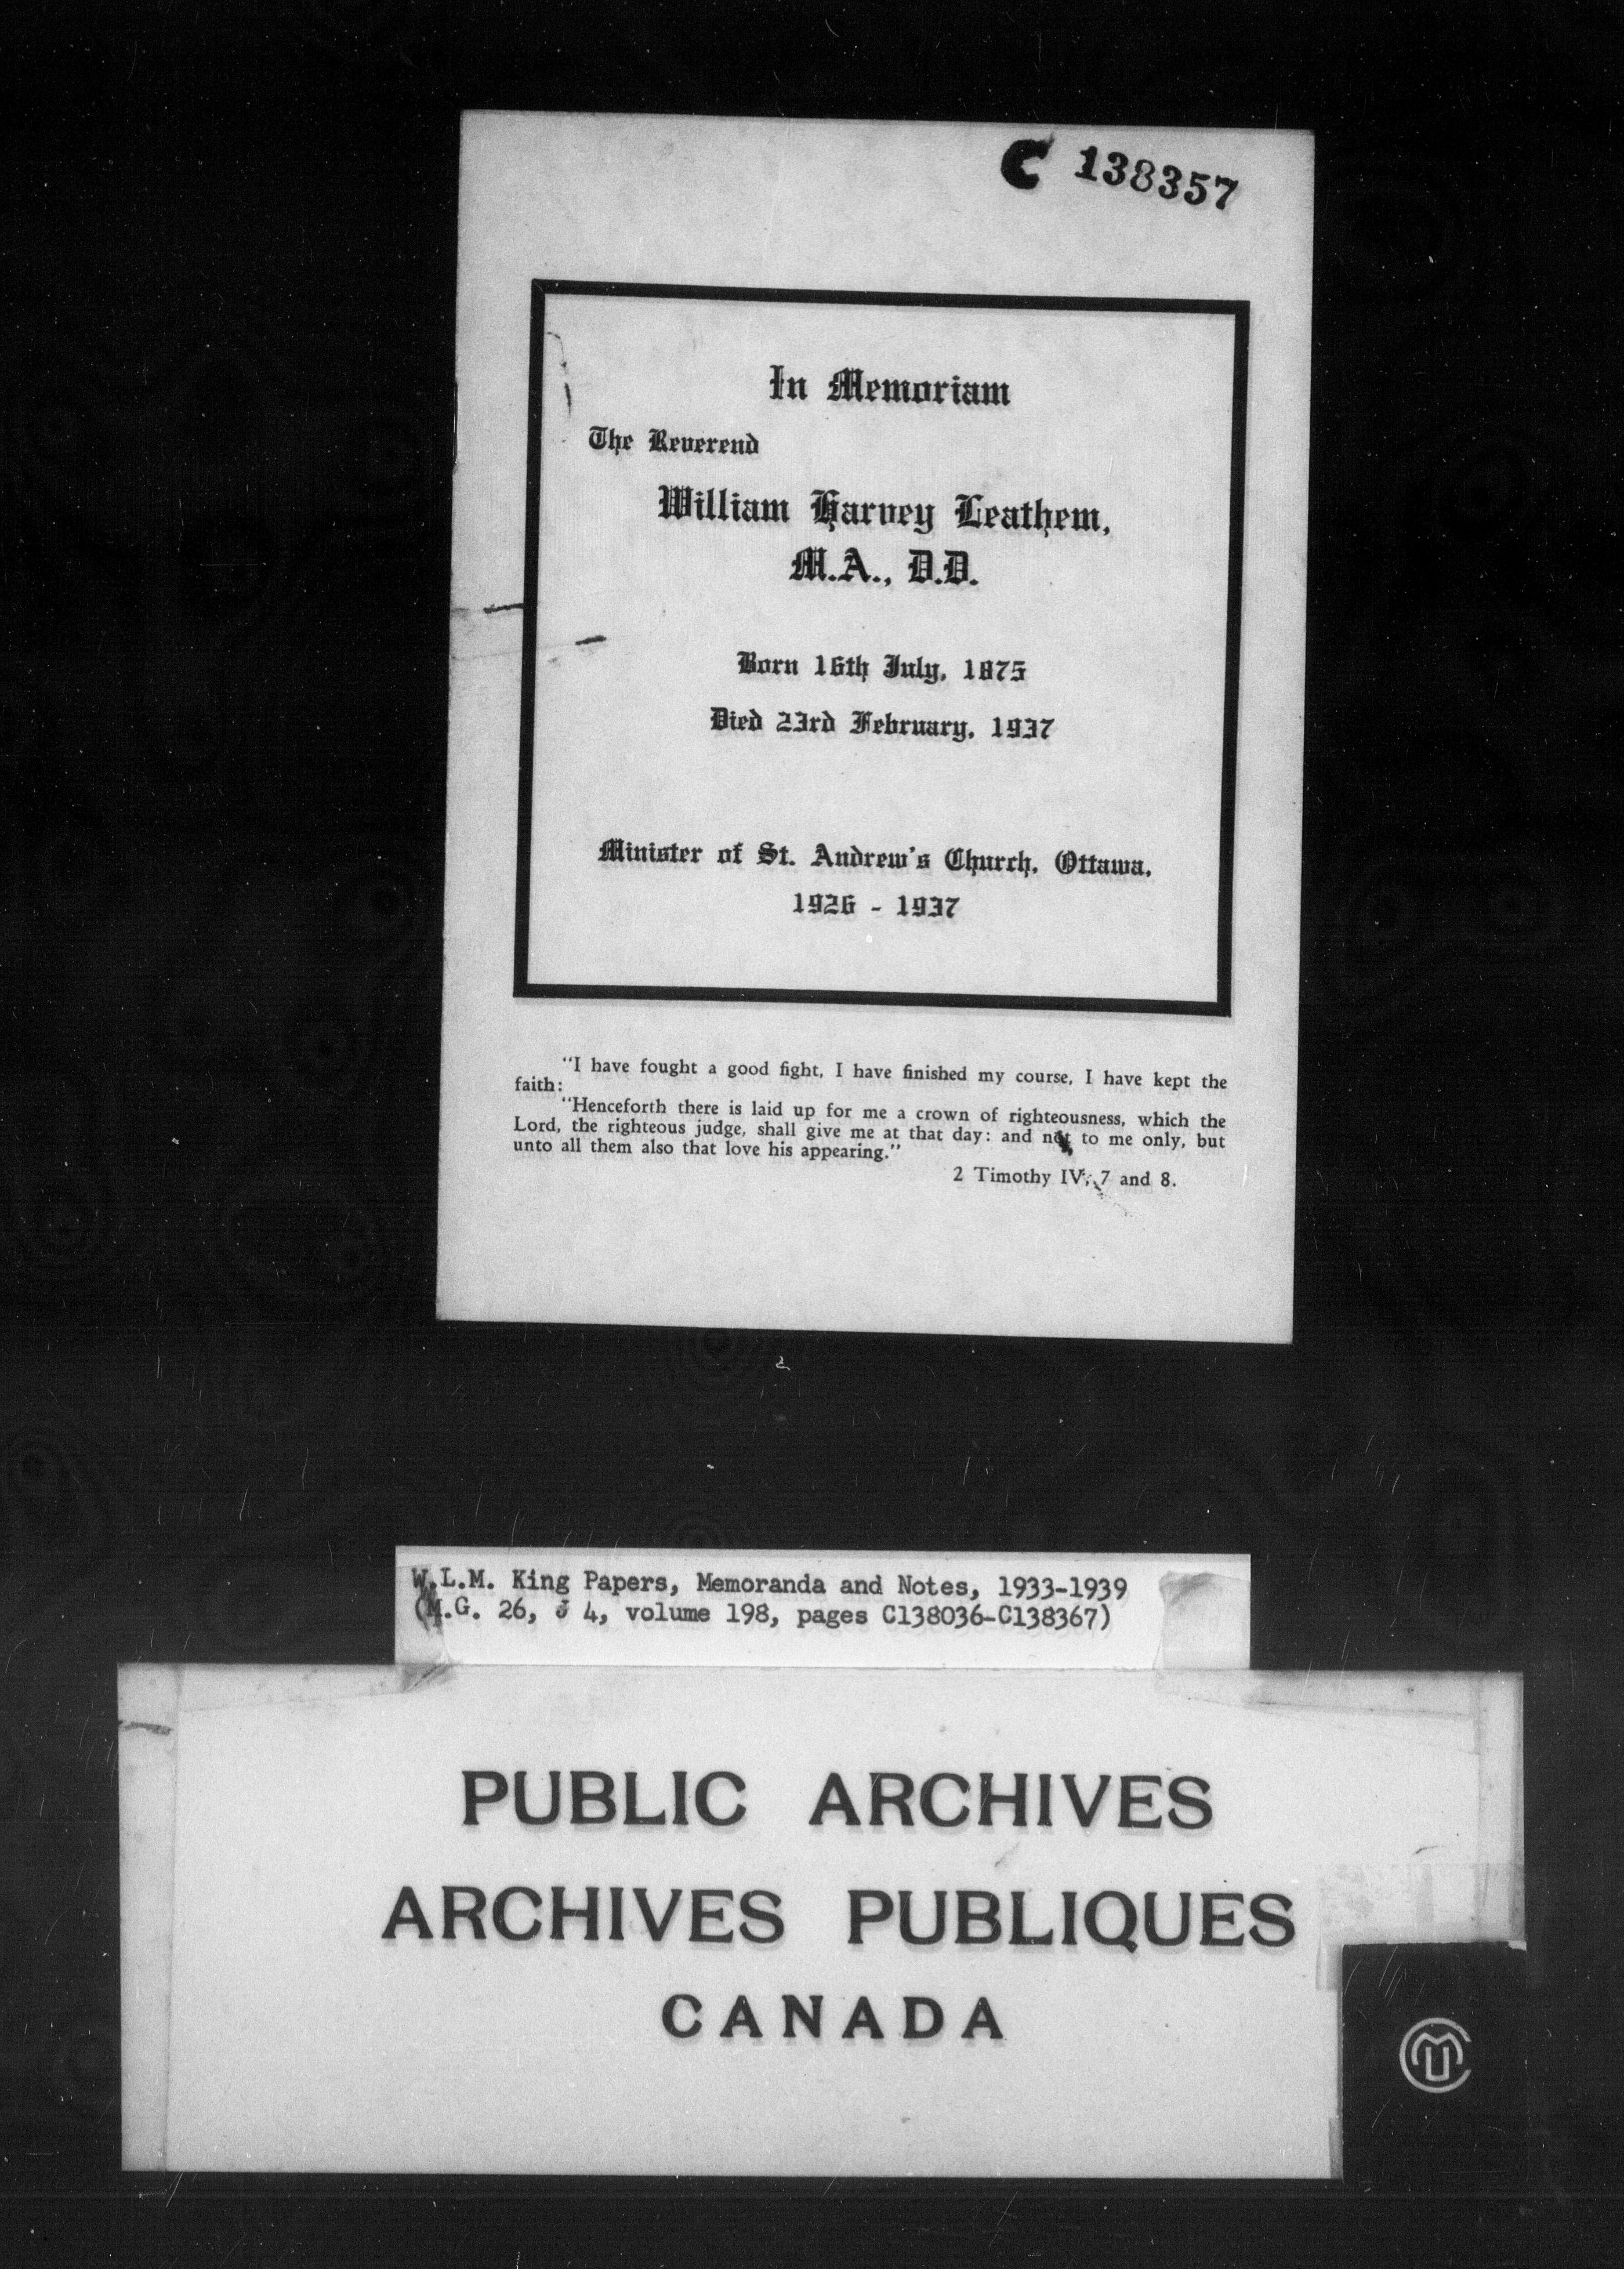 C 138357
In Memoriam
The Reverend
William Harvey Leathem,
M.A., D.D.
Born 16th July, 1875
Died 23rd February, 1937
Minister of St. Andrew's Church, Ottawa,
1926 - 1937
"I have fought a good fight, I have finished my course, I have kept the
faith:
"Henceforth there is laid up for me a crown of righteousness, which the
Lord, the righteous judge, shall give me at that day: and not to me only, but
unto all them also that love his appearing."
2 Timothy IV:, 7 and 8.
W.L.M. King Papers, Memoranda and Notes, 1933-1939
(M.G. 26, J 4, volume 198, pages C138036-C138367)
PUBLIC ARCHIVES
ARCHIVES PUBLIQUES
CANADA